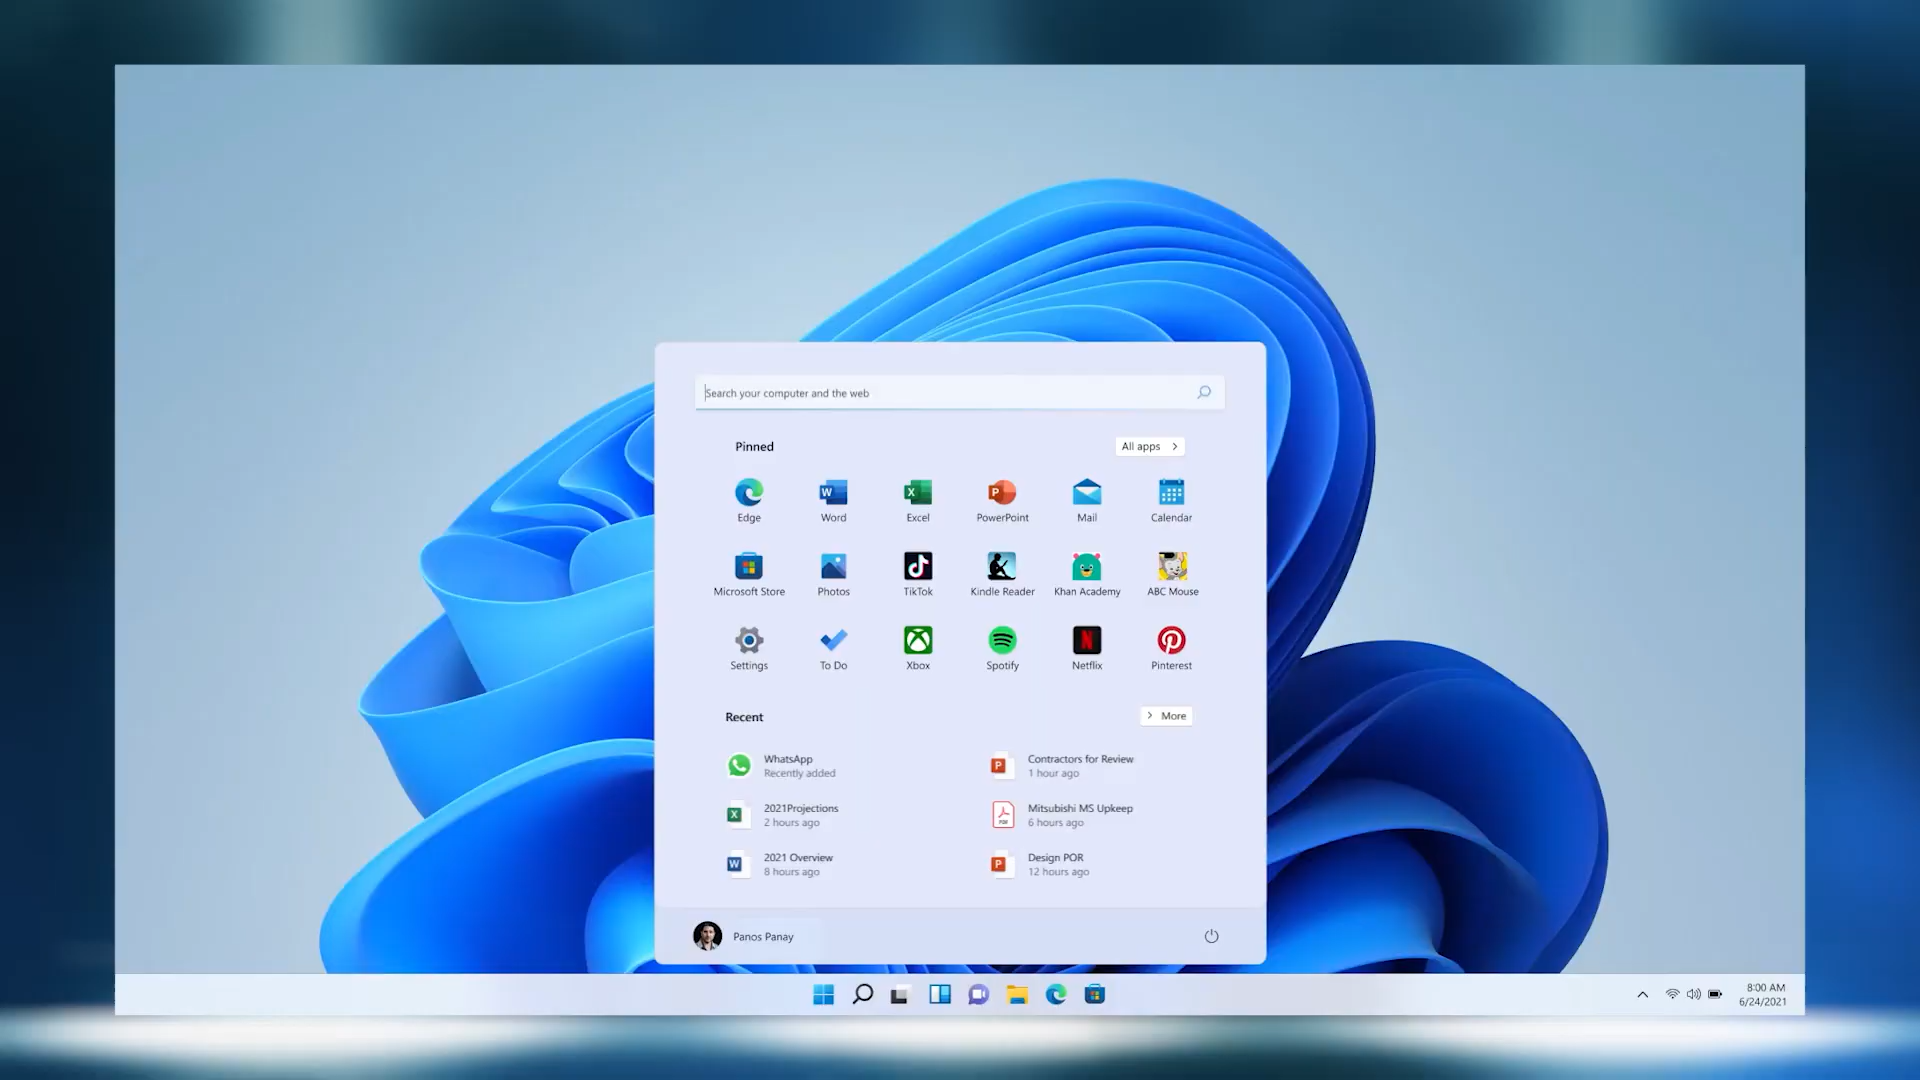 Search your computer and the web
Pinned
All apps
Edge
Word
Excel
PowerPoint
Mail
Calendar
Microsoft Store
Photos
TikTok
Kindle Reader
Khan Academy
ABC Mouse
Settings
To Do
Xbox
Spotify
Netflix
Pinterest
Recent
More
WhatsApp
Recently added
Contractors for Review
1 hour ago
2021Projections
2 hours ago
Mitsubishi MS Upkeep
6 hours ago
2021 Overview
8 hours ago
Design POR
12 hours ago
Panos Panay
8:00 AM
6/24/2021